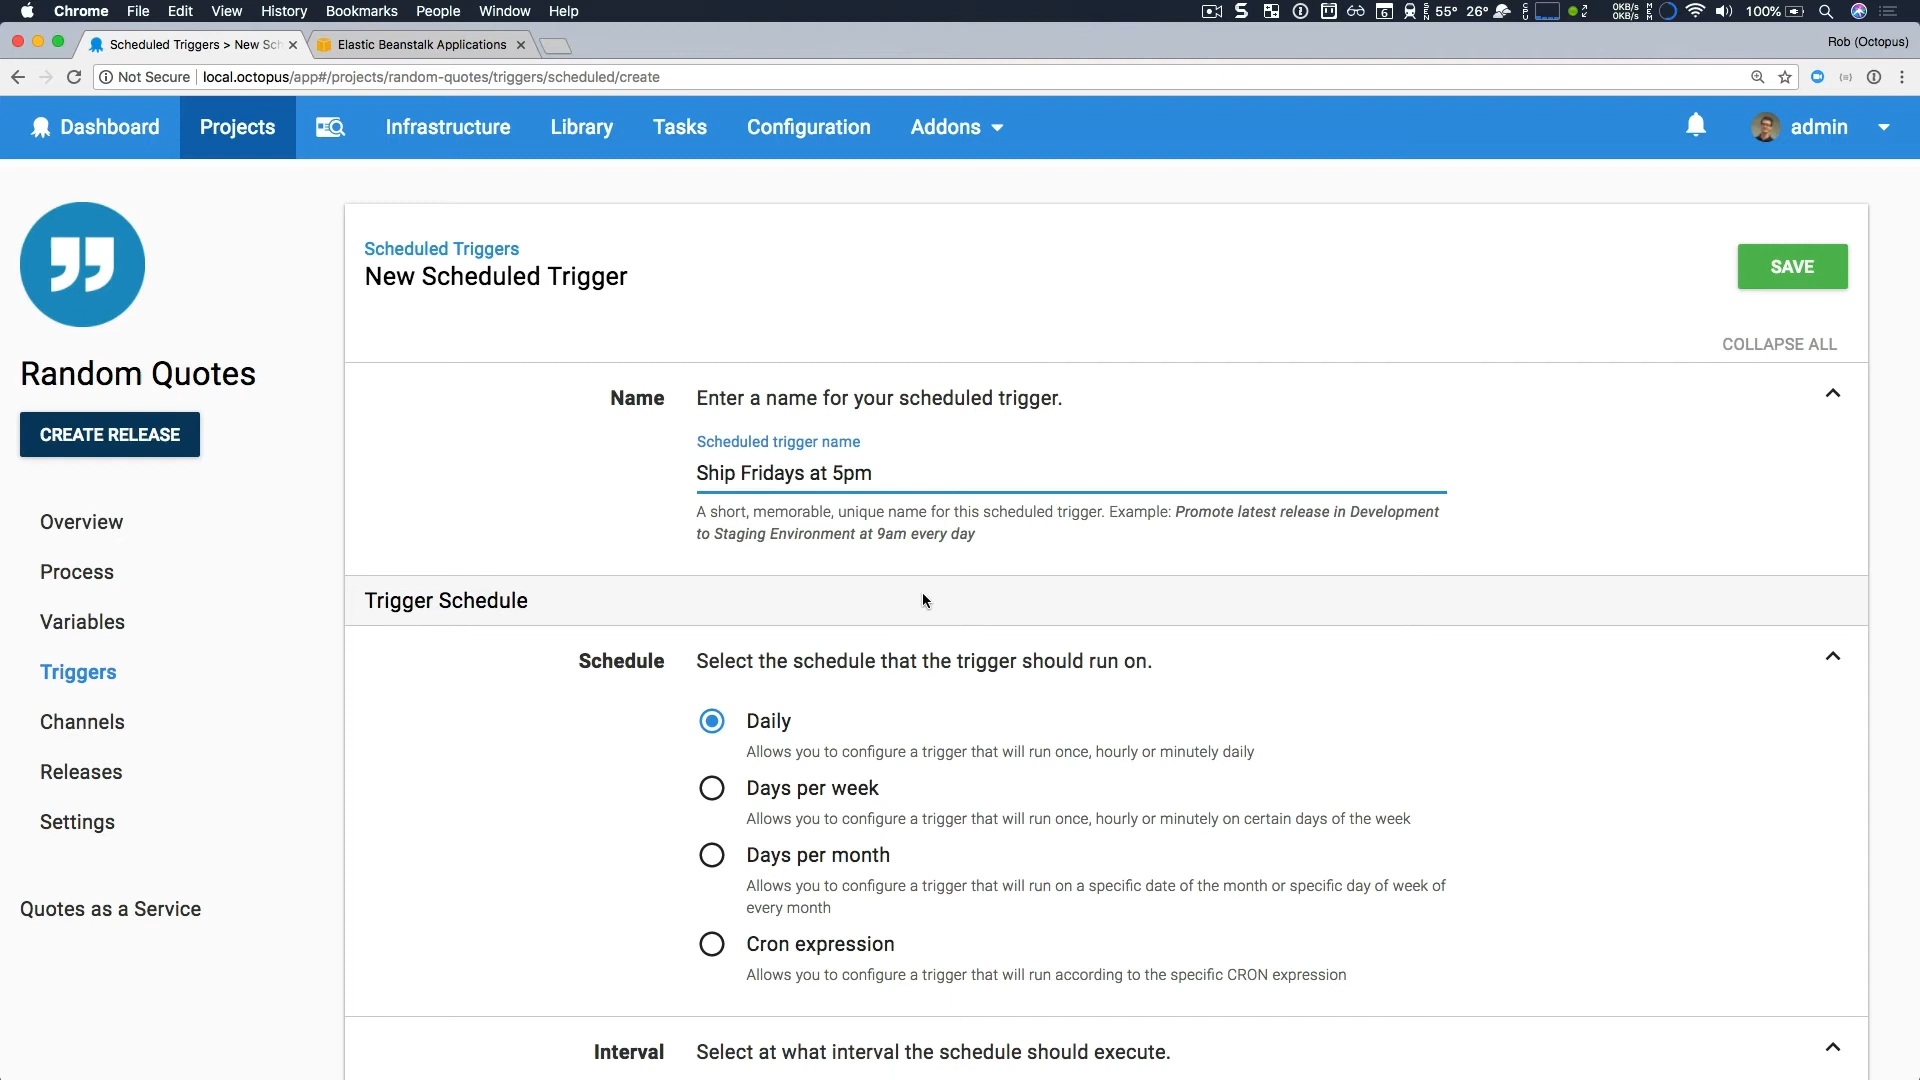 Chrome File Edit View History Bookmarks People Window Help
55° 26° 0KB/s 0KB/s 100%
Scheduled Triggers > New Sch
Elastic Beanstalk Applications
Rob (Octopus)
Not Secure local.octopus/app#/projects/random-quotes/triggers/scheduled/create
Dashboard Projects Infrastructure Library Tasks Configuration Addons admin
Scheduled Triggers
New Scheduled Trigger
SAVE
COLLAPSE ALL
Random Quotes
CREATE RELEASE
Overview
Process
Variables
Triggers
Channels
Releases
Settings
Quotes as a Service
Name Enter a name for your scheduled trigger.
Scheduled trigger name
Ship Fridays at 5pm
A short, memorable, unique name for this scheduled trigger. Example: Promote latest release in Development
to Staging Environment at 9am every day
Trigger Schedule
Schedule Select the schedule that the trigger should run on.
Daily
Allows you to configure a trigger that will run once, hourly or minutely daily
Days per week
Allows you to configure a trigger that will run once, hourly or minutely on certain days of the week
Days per month
Allows you to configure a trigger that will run on a specific date of the month or specific day of week of
every month
Cron expression
Allows you to configure a trigger that will run according to the specific CRON expression
Interval Select at what interval the schedule should execute.